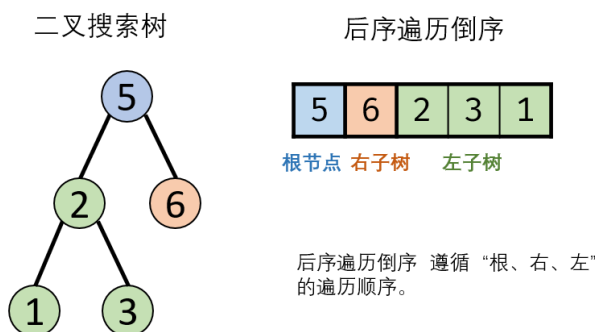 二叉搜索树
后序遍历倒序
5
5 6 2 3 1
根节点 右子树 左子树
2 6
后序遍历倒序 遵循 “根、右、左”
的遍历顺序。
1 3